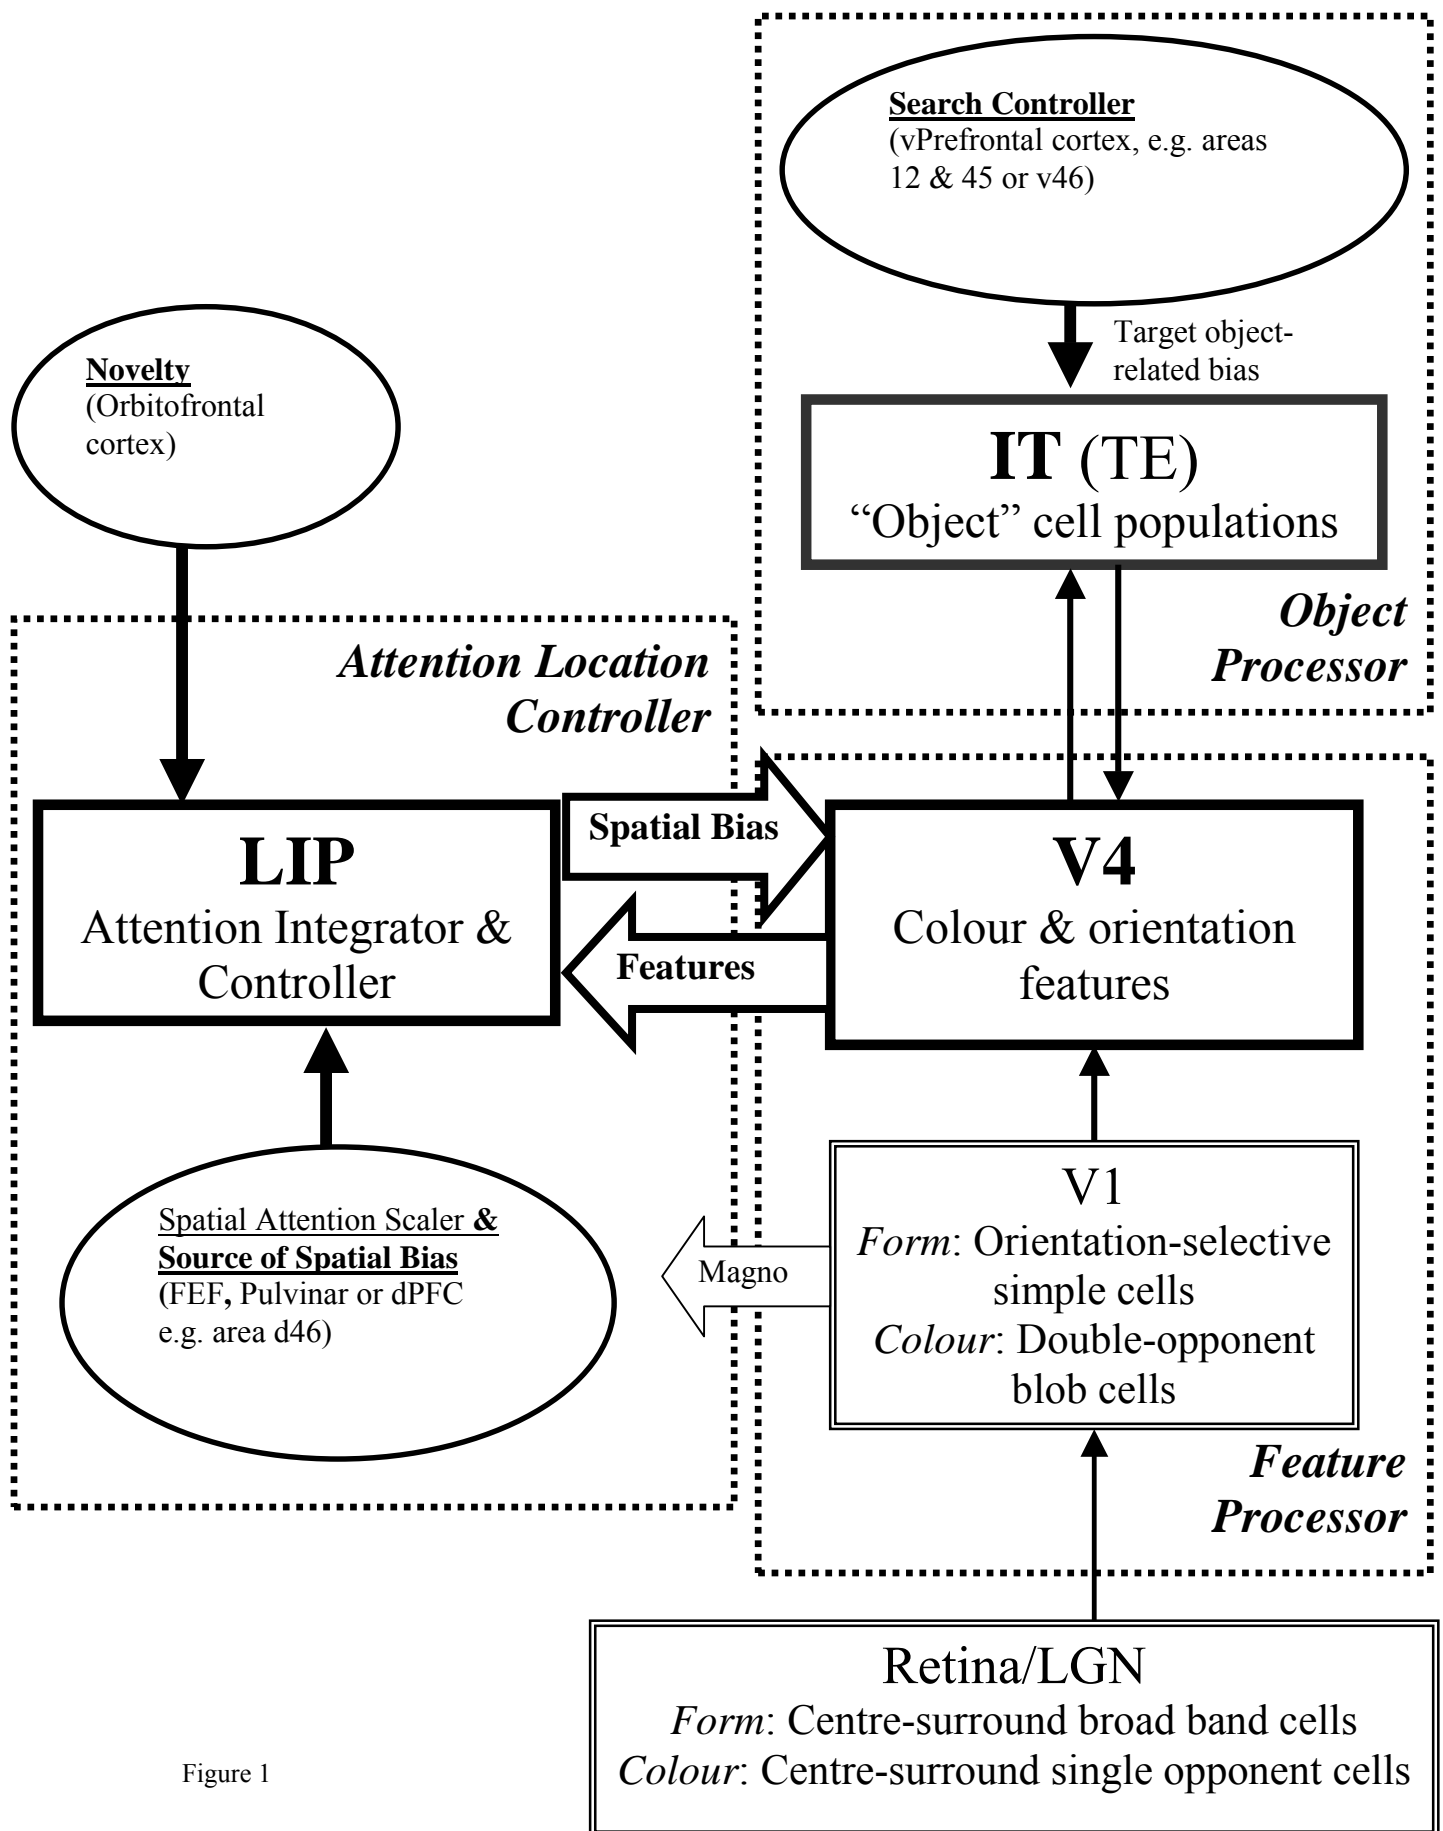 Search Controller
(vPrefrontal cortex, e.g. areas
12 & 45 or v46)
Target object-
related bias
Novelty
(Orbitofrontal
cortex)
IT (TE)
“Object” cell populations
Object
Processor
Attention Location
Controller
LIP
Attention Integrator &
Controller
Spatial Bias
Features
V4
Colour & orientation
features
Spatial Attention Scaler &
Source of Spatial Bias
(FEF, Pulvinar or dPFC
e.g. area d46)
Magno
V1
Form: Orientation-selective
simple cells
Colour: Double-opponent
blob cells
Feature
Processor
Retina/LGN
Form: Centre-surround broad band cells
Colour: Centre-surround single opponent cells
Figure 1